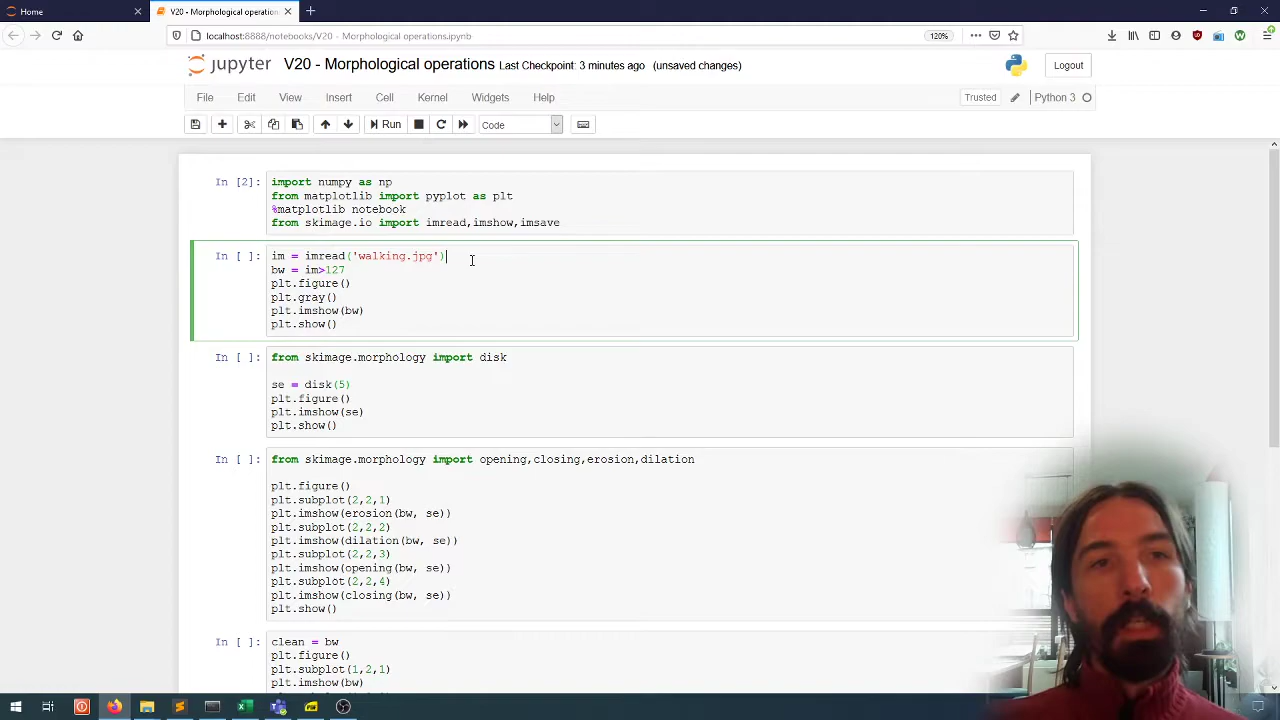 Home
V20 - Morphological operation
localhost:8888/notebooks/V20 - Morphological operations.ipynb
120%
jupyter V20 - Morphological operations Last Checkpoint: 3 minutes ago (unsaved changes)
Logout
File Edit View Insert Cell Kernel Widgets Help
Trusted Python 3
Run Code
In [2]: import numpy as np
from matplotlib import pyplot as plt
%matplotlib notebook
from skimage.io import imread,imshow,imsave
In [ ]: im = imread('walking.jpg')
bw = im>127
plt.figure()
plt.gray()
plt.imshow(bw)
plt.show()
In [ ]: from skimage.morphology import disk
se = disk(5)
plt.figure()
plt.imshow(se)
plt.show()
In [ ]: from skimage.morphology import opening,closing,erosion,dilation
plt.figure()
plt.subplot(2,2,1)
plt.imshow(erosion(bw, se))
plt.subplot(2,2,2)
plt.imshow(dilation(bw, se))
plt.subplot(2,2,3)
plt.imshow(opening(bw, se))
plt.subplot(2,2,4)
plt.imshow(closing(bw, se))
plt.show()
In [ ]: clean = bw
plt.figure()
plt.subplot(1,2,1)
plt.imshow(bw)